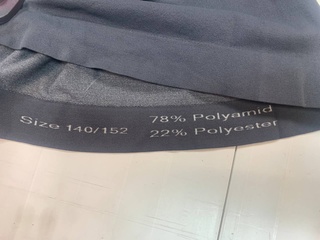 Size 140/152
78% Polyamid
22% Polyester